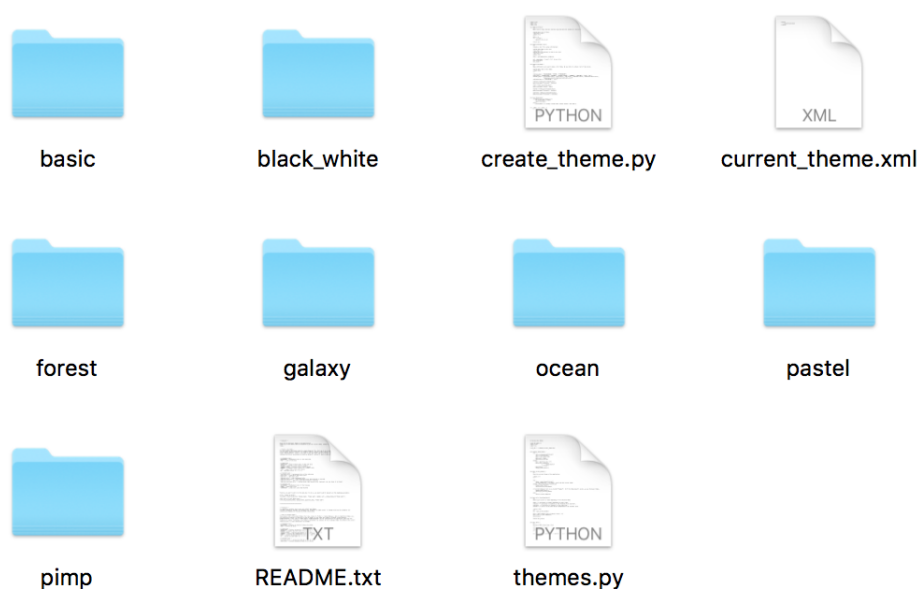 PYTHON
XML
basic
black_white
create_theme.py
current_theme.xml
forest
galaxy
ocean
pastel
TXT
PYTHON
pimp
README.txt
themes.py